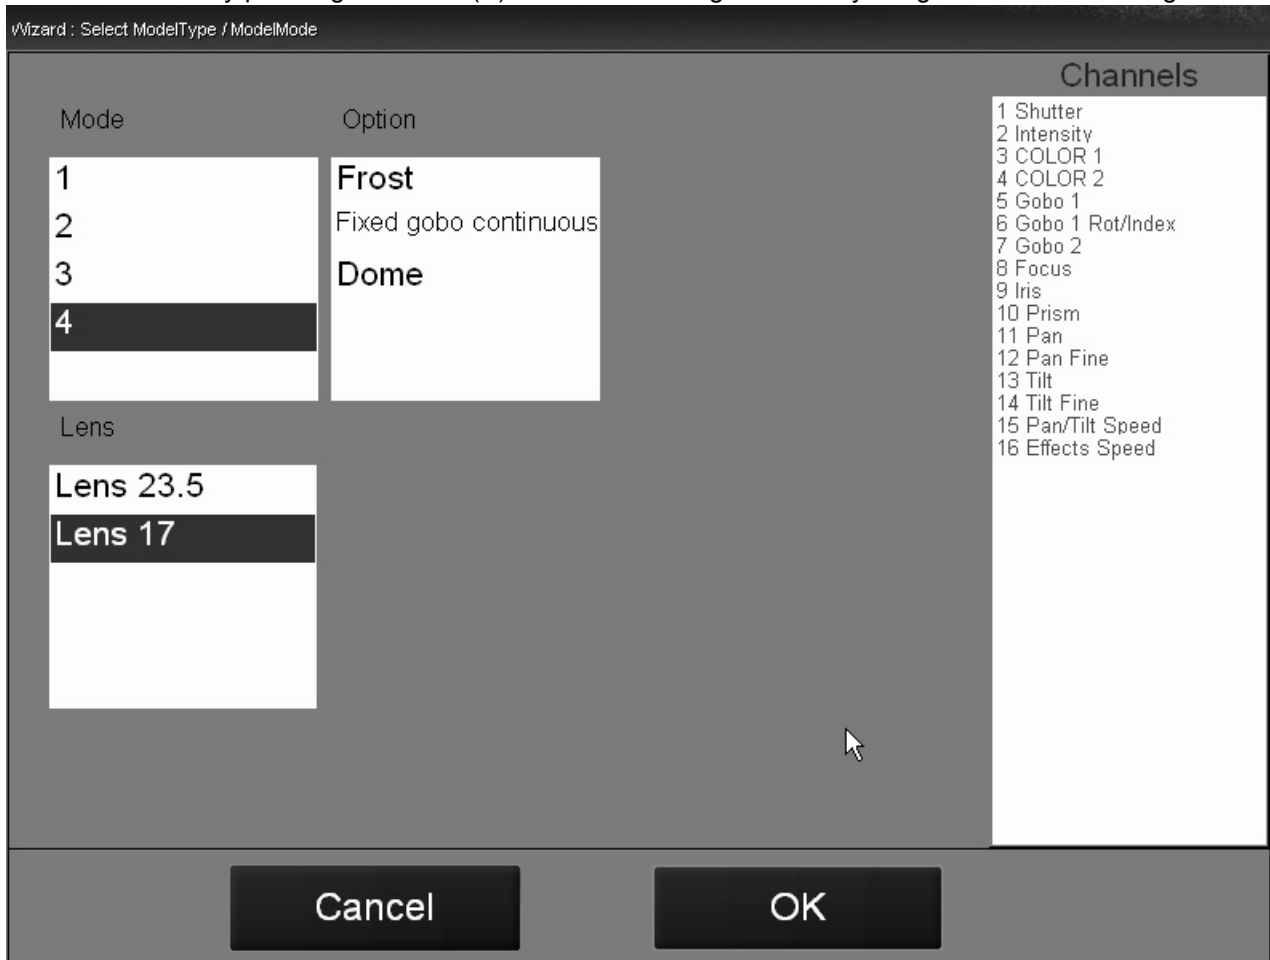 Wizard : Select ModelType / ModelMode
Mode
Option
1
2
3
4
Frost
Fixed gobo continuous
Dome
Lens
Lens 23.5
Lens 17
Channels
1 Shutter
2 Intensity
3 COLOR 1
4 COLOR 2
5 Gobo 1
6 Gobo 1 Rot/Index
7 Gobo 2
8 Focus
9 Iris
10 Prism
11 Pan
12 Pan Fine
13 Tilt
14 Tilt Fine
15 Pan/Tilt Speed
16 Effects Speed
Cancel
OK